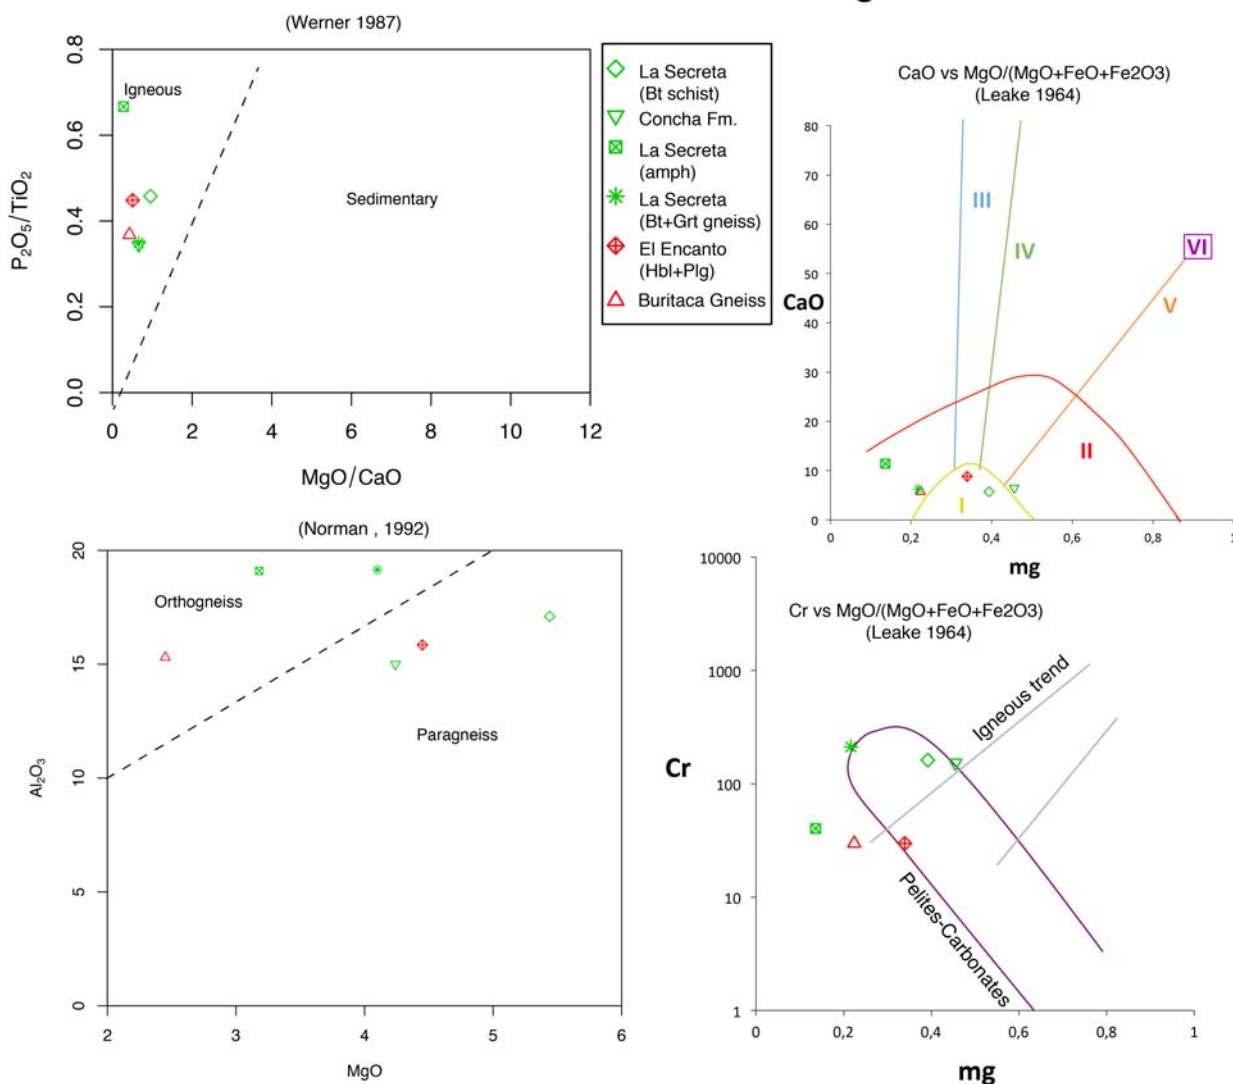 (Werner 1987)
0.8
0.6
0.4
0.2
0.0
P₂O₅/TiO₂
Igneous
Sedimentary
0 2 4 6 8 10 12
MgO/CaO
La Secreta
(Bt schist)
Concha Fm.
La Secreta
(amph)
La Secreta
(Bt+Grt gneiss)
El Encanto
(Hbl+Plg)
Buritaca Gneiss
CaO vs MgO/(MgO+FeO+Fe2O3)
(Leake 1964)
80
70
60
50
40
30
20
10
0
CaO
III
IV
VI
V
II
I
0 0,2 0,4 0,6 0,8 1
mg
(Norman , 1992)
20
15
10
5
0
Al₂O₃
Orthogneiss
Paragneiss
2 3 4 5 6
MgO
Cr vs MgO/(MgO+FeO+Fe2O3)
(Leake 1964)
10000
1000
100
10
1
Cr
Igneous trend
Pelites-Carbonates
0 0,2 0,4 0,6 0,8 1
mg